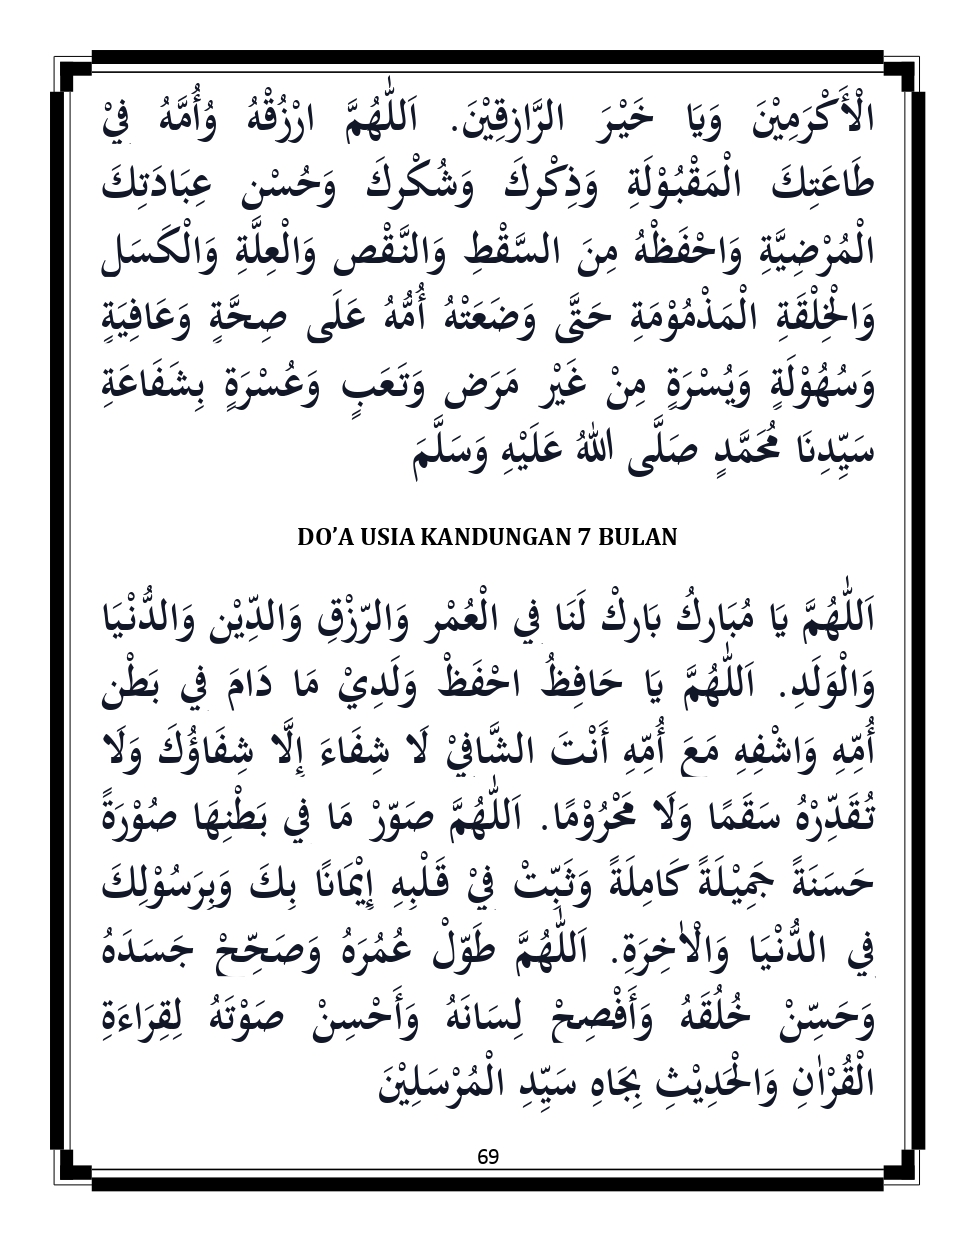 الْأَكْرَمِيْنَ وَيَا خَيْرَ الرَّازِقِيْنَ. اَللّٰهُمَّ ارْزُقْهُ وَأُمَّهُ فِيْ
طَاعَتِكَ الْمَقْبُوْلَةِ وَذِكْرِكَ وَشُكْرِكَ وَحُسْنِ عِبَادَتِكَ
الْمُرْضِيَّةِ وَاحْفَظْهُ مِنَ السَّقْطِ وَالنَّقْصِ وَالْعِلَّةِ وَالْكَسَلِ
وَالْخِلْقَةِ الْمَذْمُوْمَةِ حَتَّى وَضَعَتْهُ أُمُّهُ عَلَى صِحَّةٍ وَعَافِيَةٍ
وَسُهُوْلَةٍ وَيُسْرَةٍ مِنْ غَيْرِ مَرَضٍ وَتَعَبٍ وَعُسْرَةٍ بِشَفَاعَةِ
سَيِّدِنَا مُحَمَّدٍ صَلَّى اللهُ عَلَيْهِ وَسَلَّمَ
DO’A USIA KANDUNGAN 7 BULAN
اَللّٰهُمَّ يَا مُبَارِكُ بَارِكْ لَنَا فِي الْعُمْرِ وَالرِّزْقِ وَالدِّيْنِ وَالدُّنْيَا
وَالْوَلَدِ. اَللّٰهُمَّ يَا حَافِظُ احْفَظْ وَلَدِيْ مَا دَامَ فِي بَطْنِ
أُمِّهِ وَاشْفِهِ مَعَ أُمِّهِ أَنْتَ الشَّافِيْ لَا شِفَاءَ إِلَّا شِفَاؤُكَ وَلَا
تُقَدِّرْهُ سَقَمًا وَلَا مَحْرُوْمًا. اَللّٰهُمَّ صَوِّرْ مَا فِي بَطْنِهَا صُوْرَةً
حَسَنَةً جَمِيْلَةً كَامِلَةً وَثَبِّتْ فِيْ قَلْبِهِ إِيْمَانًا بِكَ وَبِرَسُوْلِكَ
فِي الدُّنْيَا وَالْاٰخِرَةِ. اَللّٰهُمَّ طَوِّلْ عُمُرَهُ وَصَحِّحْ جَسَدَهُ
وَحَسِّنْ خُلُقَهُ وَأَفْصِحْ لِسَانَهُ وَأَحْسِنْ صَوْتَهُ لِقِرَاءَةِ
الْقُرْاٰنِ وَالْحَدِيْثِ بِجَاهِ سَيِّدِ الْمُرْسَلِيْنَ
69